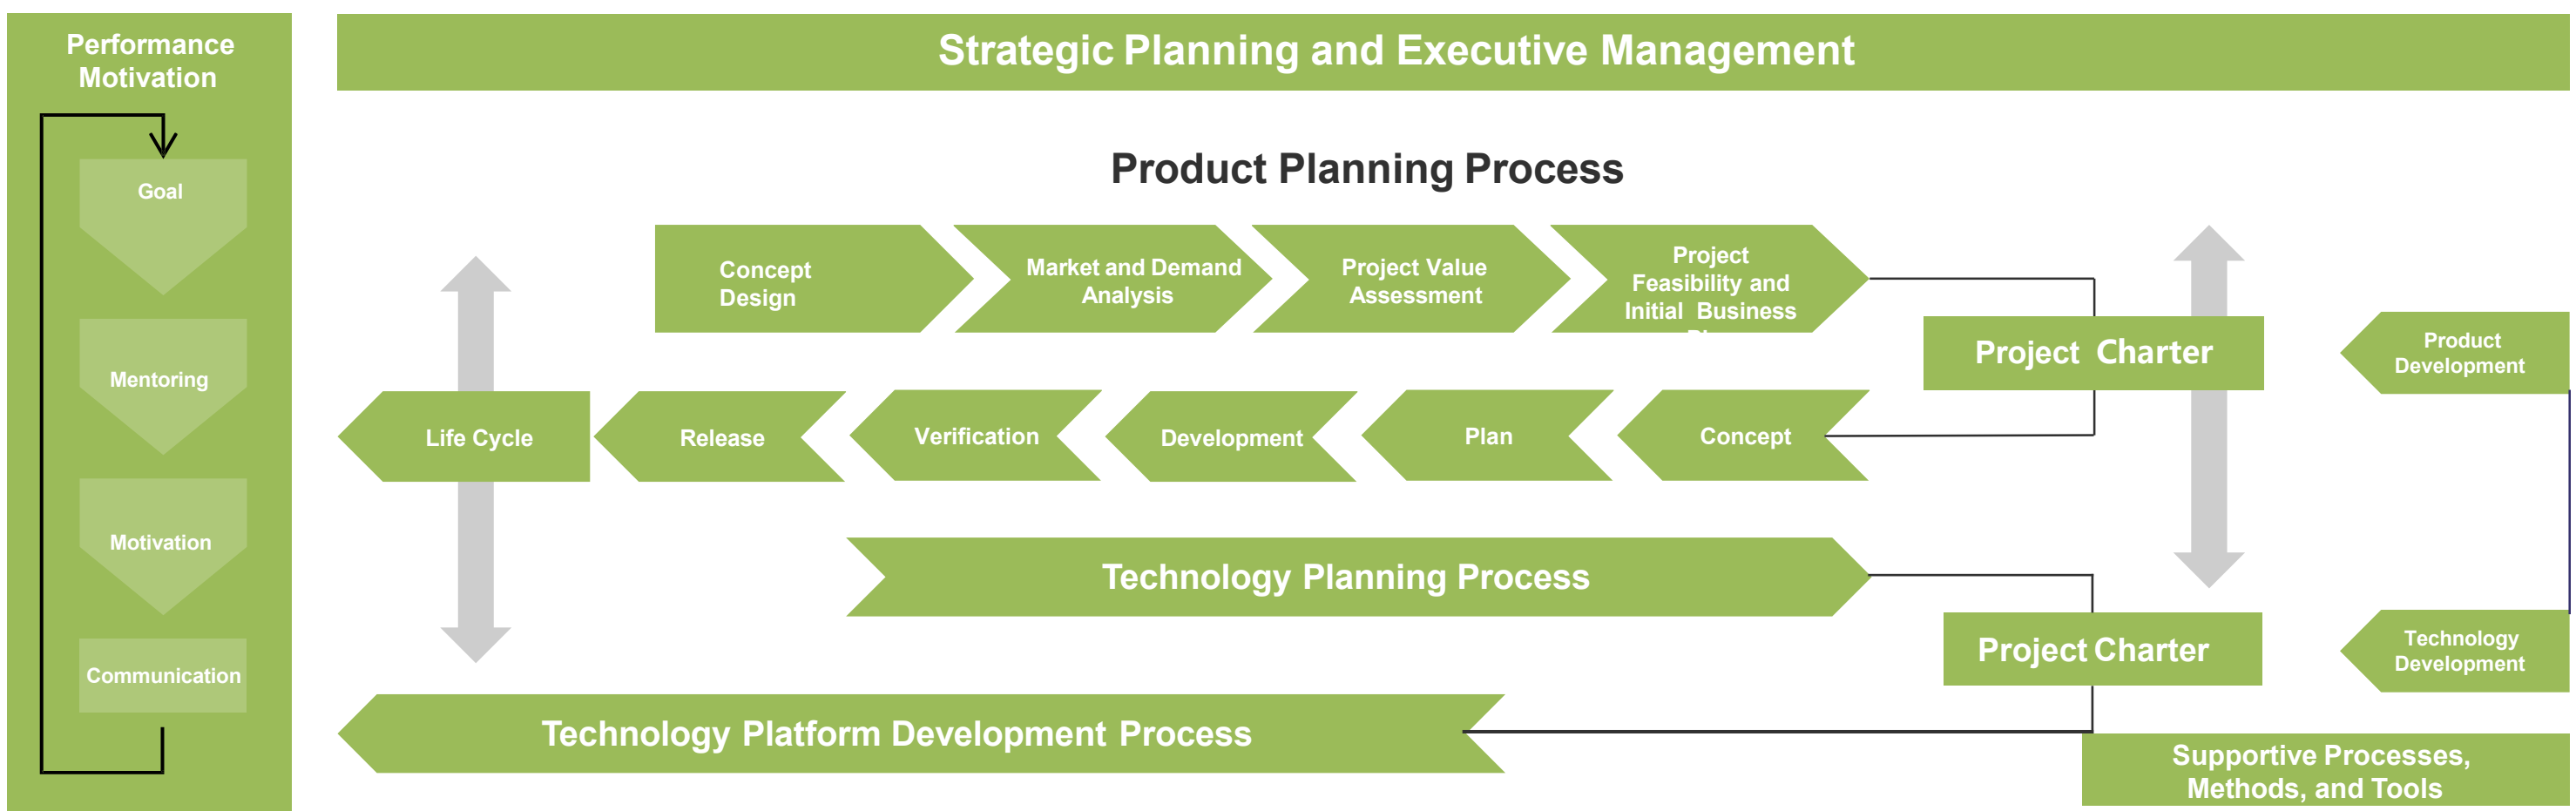 Performance
Motivation
Goal
Mentoring
Motivation
Communication
Strategic Planning and Executive Management
Product Planning Process
Concept
Design
Market and Demand
Analysis
Project Value
Assessment
Project
Feasibility and
Initial Business
Project Charter
Product
Development
Life Cycle
Release
Verification
Development
Plan
Concept
Technology Planning Process
Project Charter
Technology
Development
Technology Platform Development Process
Supportive Processes,
Methods, and Tools